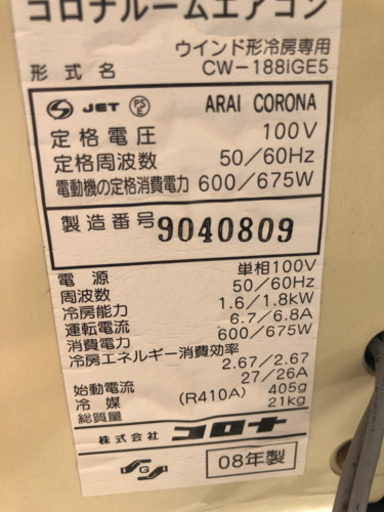 コロナルームエアコン
ウインド形冷房専用
形式名 CW-188iGE5
JET PSE ARAI CORONA
定格電圧 100V
定格周波数 50/60Hz
電動機の定格消費電力 600/675W
製造番号 9040809
電源 単相100V
周波数 50/60Hz
冷房能力 1.6/1.8kW
運転電流 6.7/6.8A
消費電力 600/675W
冷房エネルギー消費効率
2.67/2.67
始動電流 27/26A
冷媒 (R410A) 405g
総質量 21kg
株式会社 コロナ
SGS 08年製